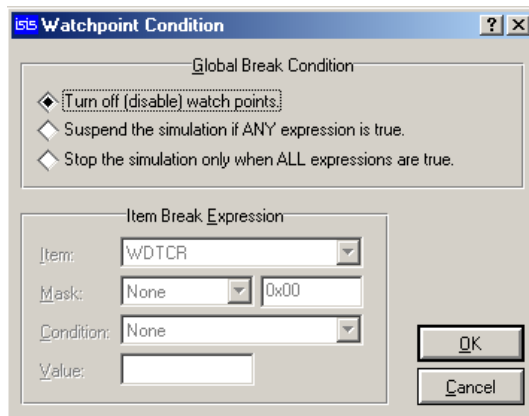 isis Watchpoint Condition
Global Break Condition
Turn off (disable) watch points.
Suspend the simulation if ANY expression is true.
Stop the simulation only when ALL expressions are true.
Item Break Expression
Item: WDTCR
Mask: None 0x00
Condition: None
Value:
OK
Cancel